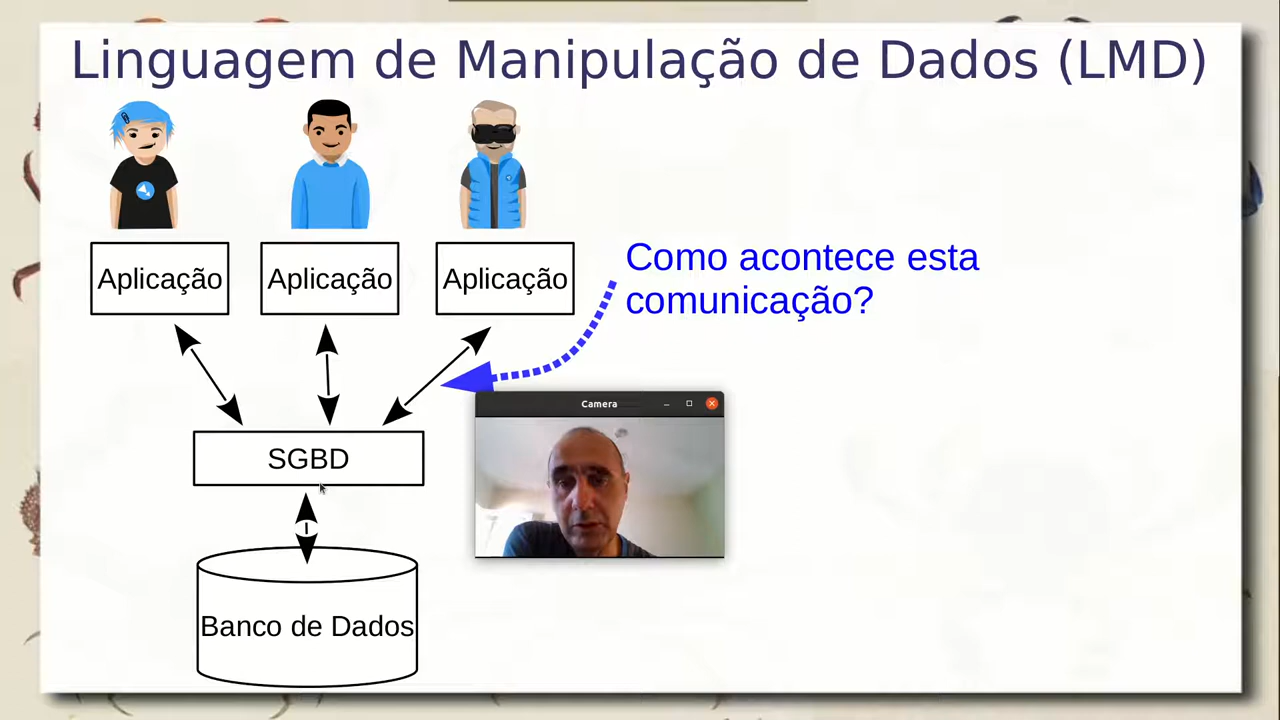 Linguagem de Manipulação de Dados (LMD)
Aplicação
Aplicação
Aplicação
Como acontece esta
comunicação?
Camera
SGBD
Banco de Dados